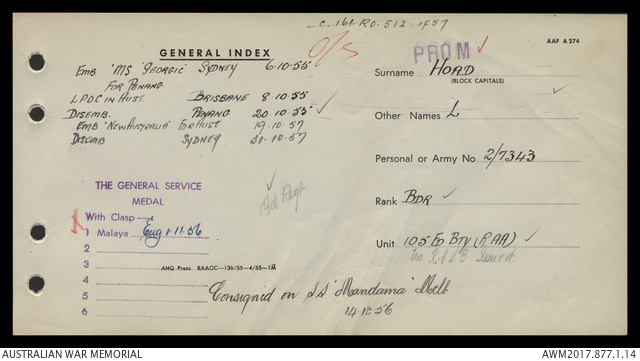 c. 161. R.O. 512. of 57.
O/S
PROM
AAF A 274
GENERAL INDEX
Emb 'MS 'Georgic' Sydney 6.10.55
For Penang
L.P.O.C in Aust. Brisbane 8.10.55
Disemb. Penang 20.10.55
Emb 'New Australia' For Aust 19.10.57
Disemb Sydney 31.10.57
Surname HOAD
(BLOCK CAPITALS)
Other Names L
Personal or Army No. 2/7343
Rank BDR
Unit 105 FD BTY (RAA)
THE GENERAL SERVICE
MEDAL
With Clasp
1 Malaya Eng 1.11.56
2
3
4
5
6
Fd Regt
AHQ Press RAAOC—136/55—4/55—1M
Consigned on S.S. "Mandama" Melb
14.12.56
AUSTRALIAN WAR MEMORIAL
AWM2017.877.1.14